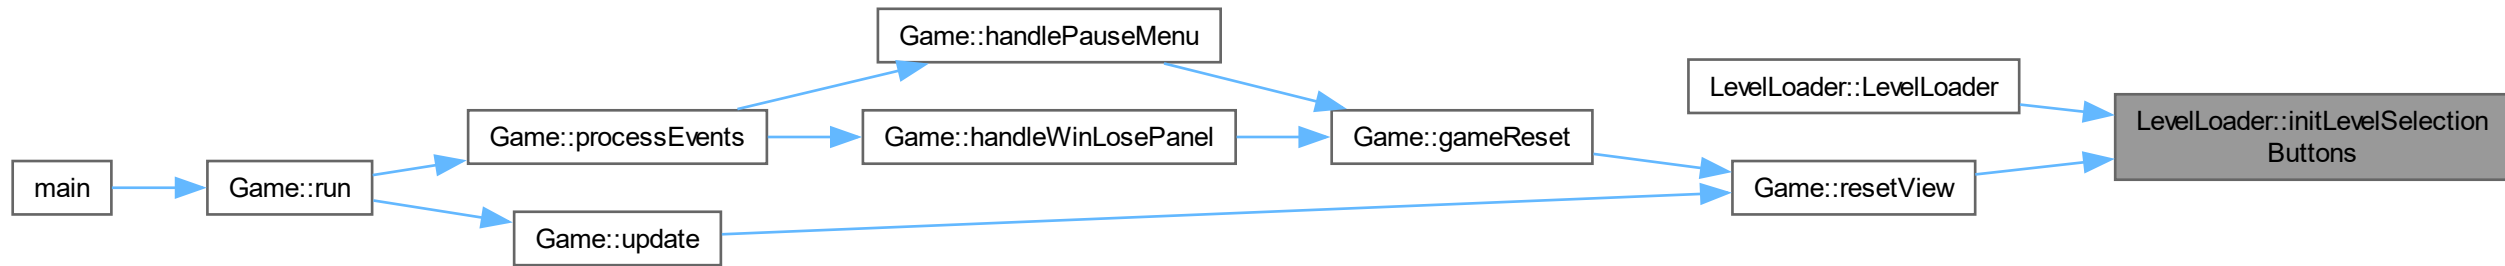 main
Game::run
Game::processEvents
Game::update
Game::handlePauseMenu
Game::handleWinLosePanel
Game::gameReset
LevelLoader::LevelLoader
Game::resetView
LevelLoader::initLevelSelection
Buttons